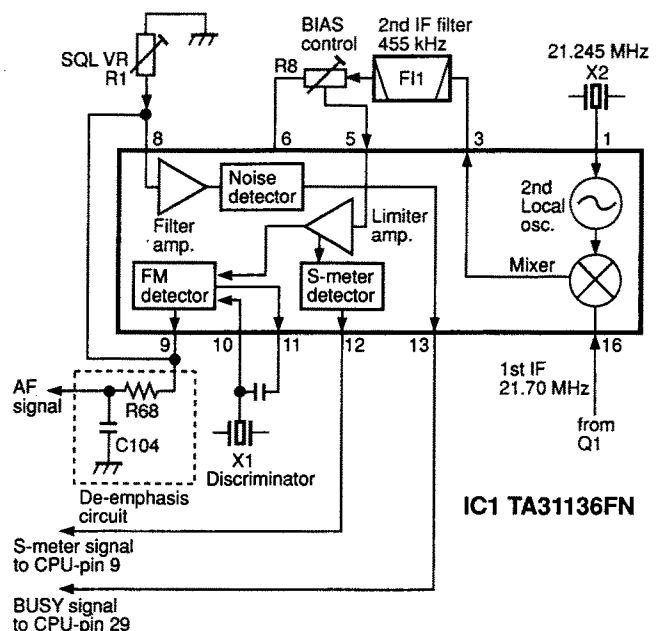 SQL VR
R1
BIAS
control
R8
2nd IF filter
455 kHz
FI1
21.245 MHz
X2
8
6
5
3
1
Noise
detector
Filter
amp.
Limiter
amp.
2nd
Local
osc.
Mixer
FM
detector
S-meter
detector
9
10
11
12
13
16
AF
signal
R68
C104
X1
Discriminator
De-emphasis
circuit
1st IF
21.70 MHz
from
Q1
IC1 TA31136FN
S-meter signal
to CPU-pin 9
BUSY signal
to CPU-pin 29